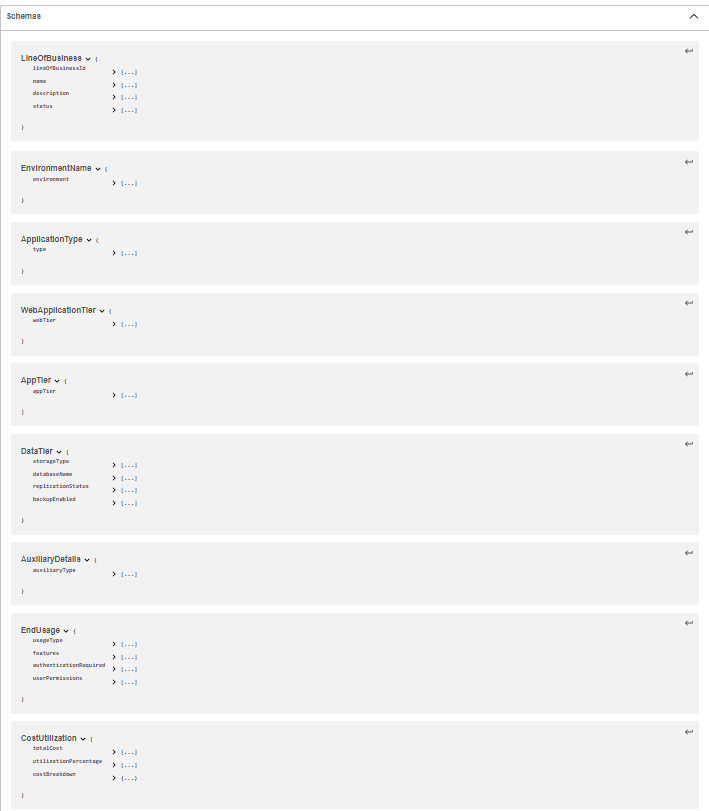 Schemas
LineOfBusiness {
lineOfBusinessId [...]
name [...]
description [...]
status [...]
}
EnvironmentName {
environment [...]
}
ApplicationType {
type [...]
}
WebApplicationTier {
webTier [...]
}
AppTier {
appTier [...]
}
DataTier {
storageType [...]
databaseName [...]
replicationStatus [...]
backupEnabled [...]
}
AuxiliaryDetails {
auxiliaryType [...]
}
EndUsage {
usageType [...]
features [...]
authenticationRequired [...]
userPermissions [...]
}
CostUtilization {
totalCost [...]
utilizationPercentage [...]
costBreakdown {...}
}